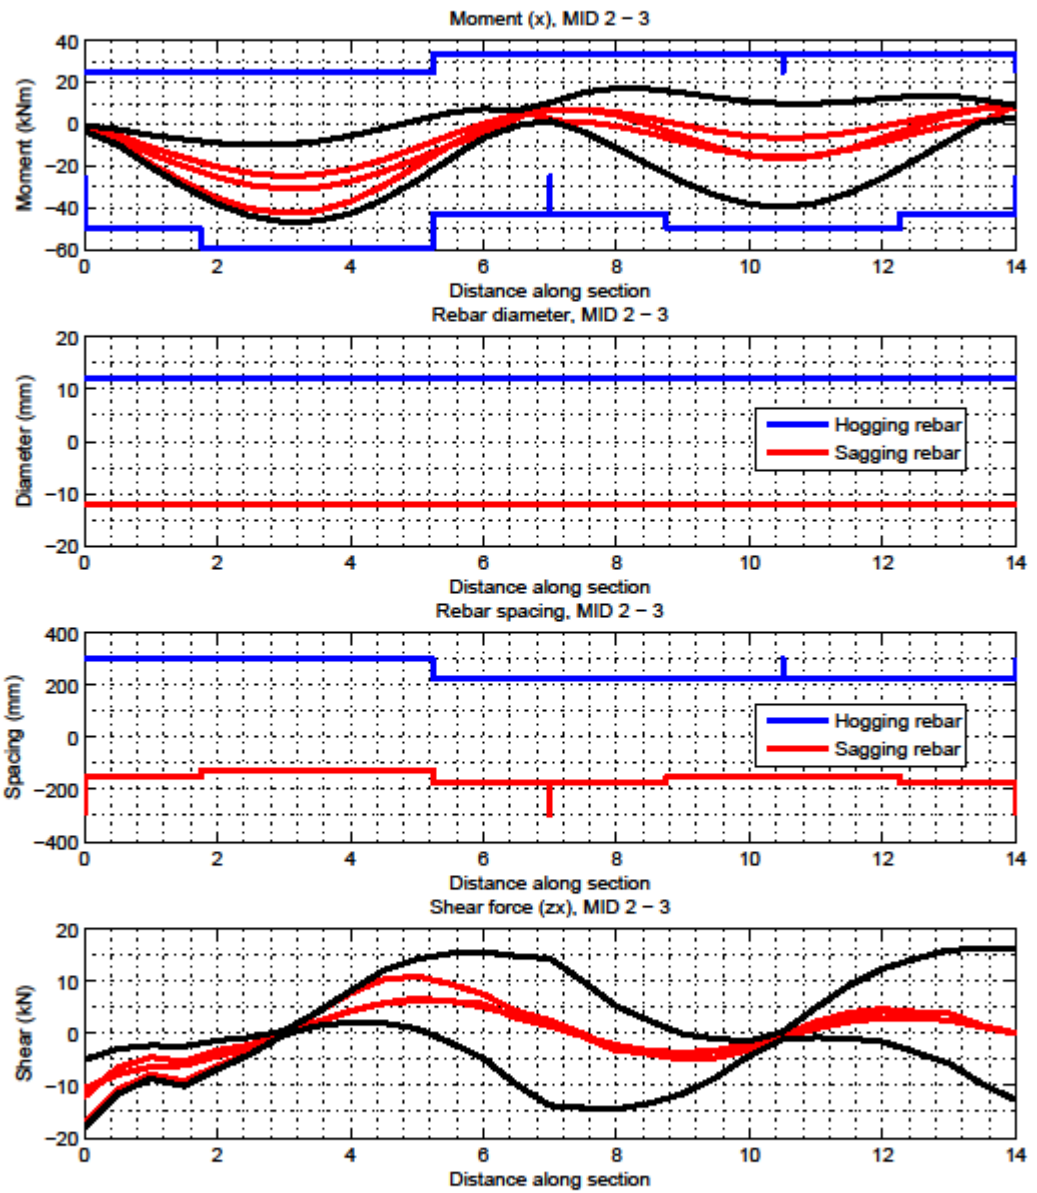 Moment (x), MID 2 − 3
40
20
0
−20
−40
−60
Moment (kNm)
0 2 4 6 8 10 12 14
Distance along section
Rebar diameter, MID 2 − 3
20
10
0
−10
−20
Diameter (mm)
Hogging rebar
Sagging rebar
0 2 4 6 8 10 12 14
Distance along section
Rebar spacing, MID 2 − 3
400
200
0
−200
−400
Spacing (mm)
Hogging rebar
Sagging rebar
0 2 4 6 8 10 12 14
Distance along section
Shear force (zx), MID 2 − 3
20
10
0
−10
−20
Shear (kN)
0 2 4 6 8 10 12 14
Distance along section